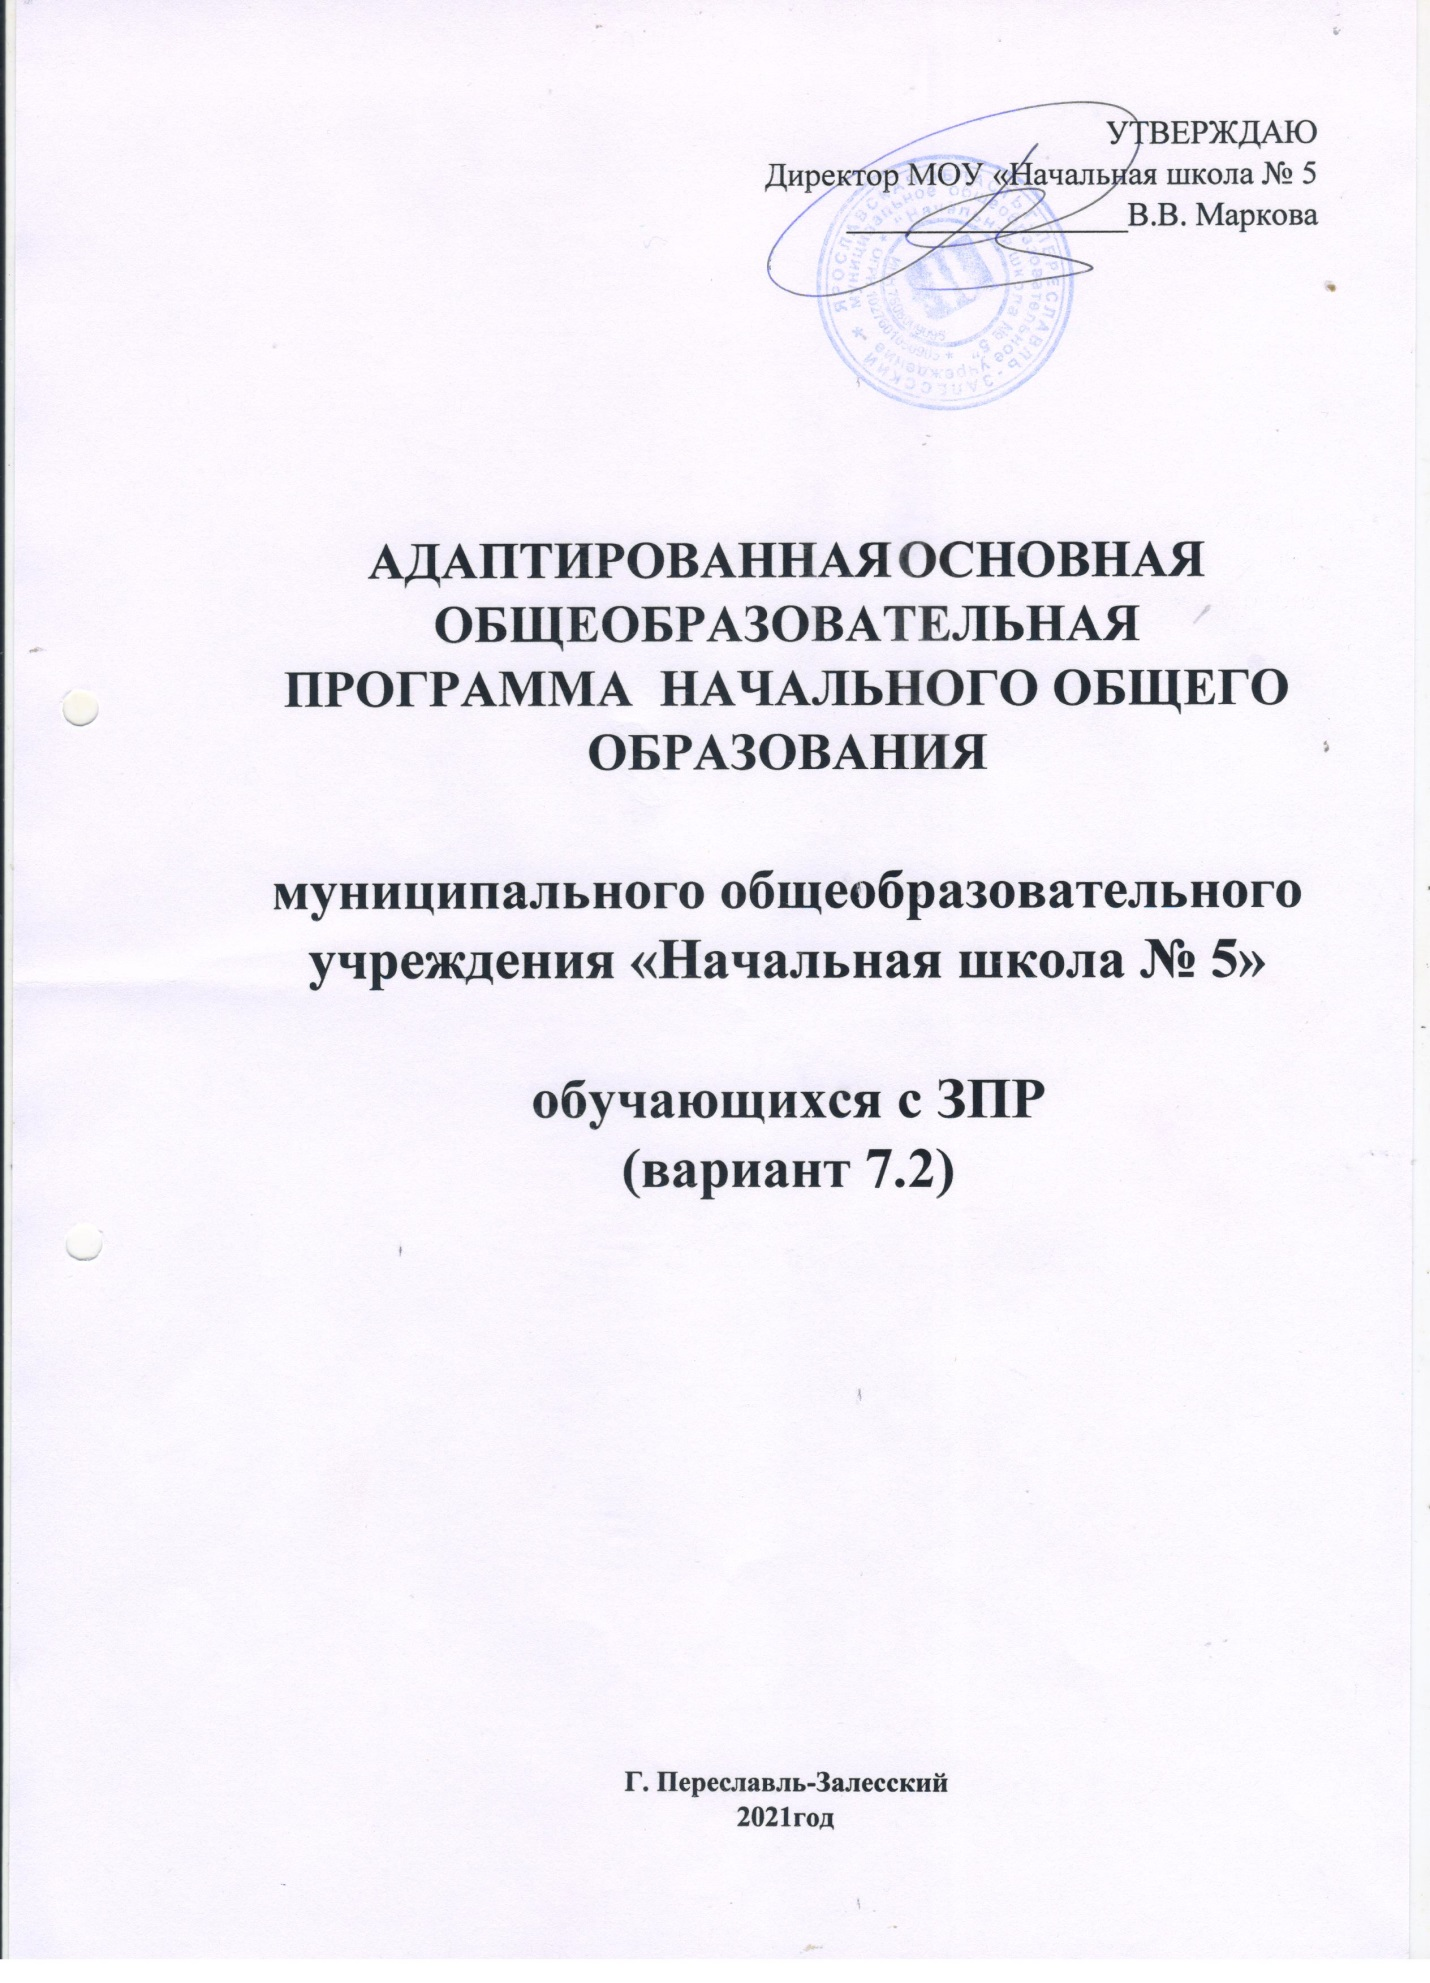 УТВЕРЖДАЮ
Директор МОУ «Начальная школа № 5
В.В. Маркова
АДАПТИРОВАННАЯ ОСНОВНАЯ
ОБЩЕОБРАЗОВАТЕЛЬНАЯ
ПРОГРАММА НАЧАЛЬНОГО ОБЩЕГО
ОБРАЗОВАНИЯ
муниципального общеобразовательного
учреждения «Начальная школа № 5»
обучающихся с ЗПР
(вариант 7.2)
Г. Переславль-Залесский
2021год